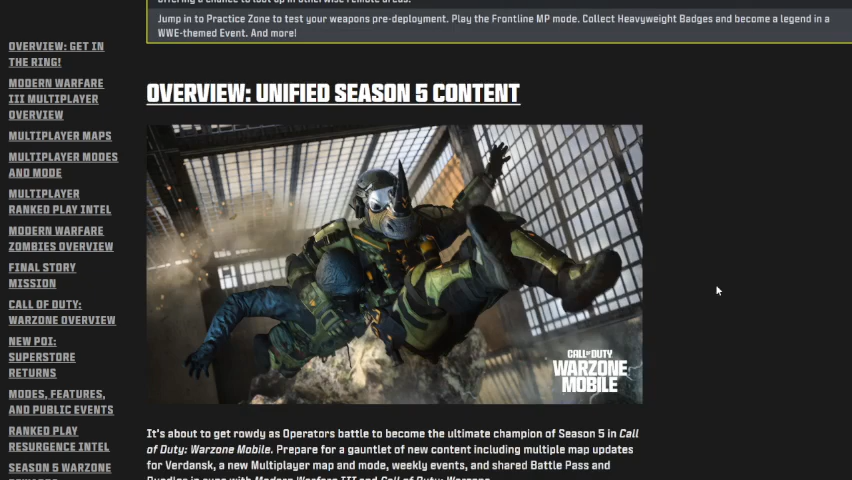 Jump in to Practice Zone to test your weapons pre-deployment. Play the Frontline MP mode. Collect Heavyweight Badges and become a legend in a
WWE-themed Event. And more!
OVERVIEW: GET IN
THE RING!
MODERN WARFARE
III MULTIPLAYER
OVERVIEW
MULTIPLAYER MAPS
MULTIPLAYER MODES
AND MODE
MULTIPLAYER
RANKED PLAY INTEL
MODERN WARFARE
ZOMBIES OVERVIEW
FINAL STORY
MISSION
CALL OF DUTY:
WARZONE OVERVIEW
NEW POI:
SUPERSTORE
RETURNS
MODES, FEATURES,
AND PUBLIC EVENTS
RANKED PLAY
RESURGENCE INTEL
SEASON 5 WARZONE
OVERVIEW: UNIFIED SEASON 5 CONTENT
CALL OF DUTY
WARZONE
MOBILE
It's about to get rowdy as Operators battle to become the ultimate champion of Season 5 in Call
of Duty: Warzone Mobile. Prepare for a gauntlet of new content including multiple map updates
for Verdansk, a new Multiplayer map and mode, weekly events, and shared Battle Pass and